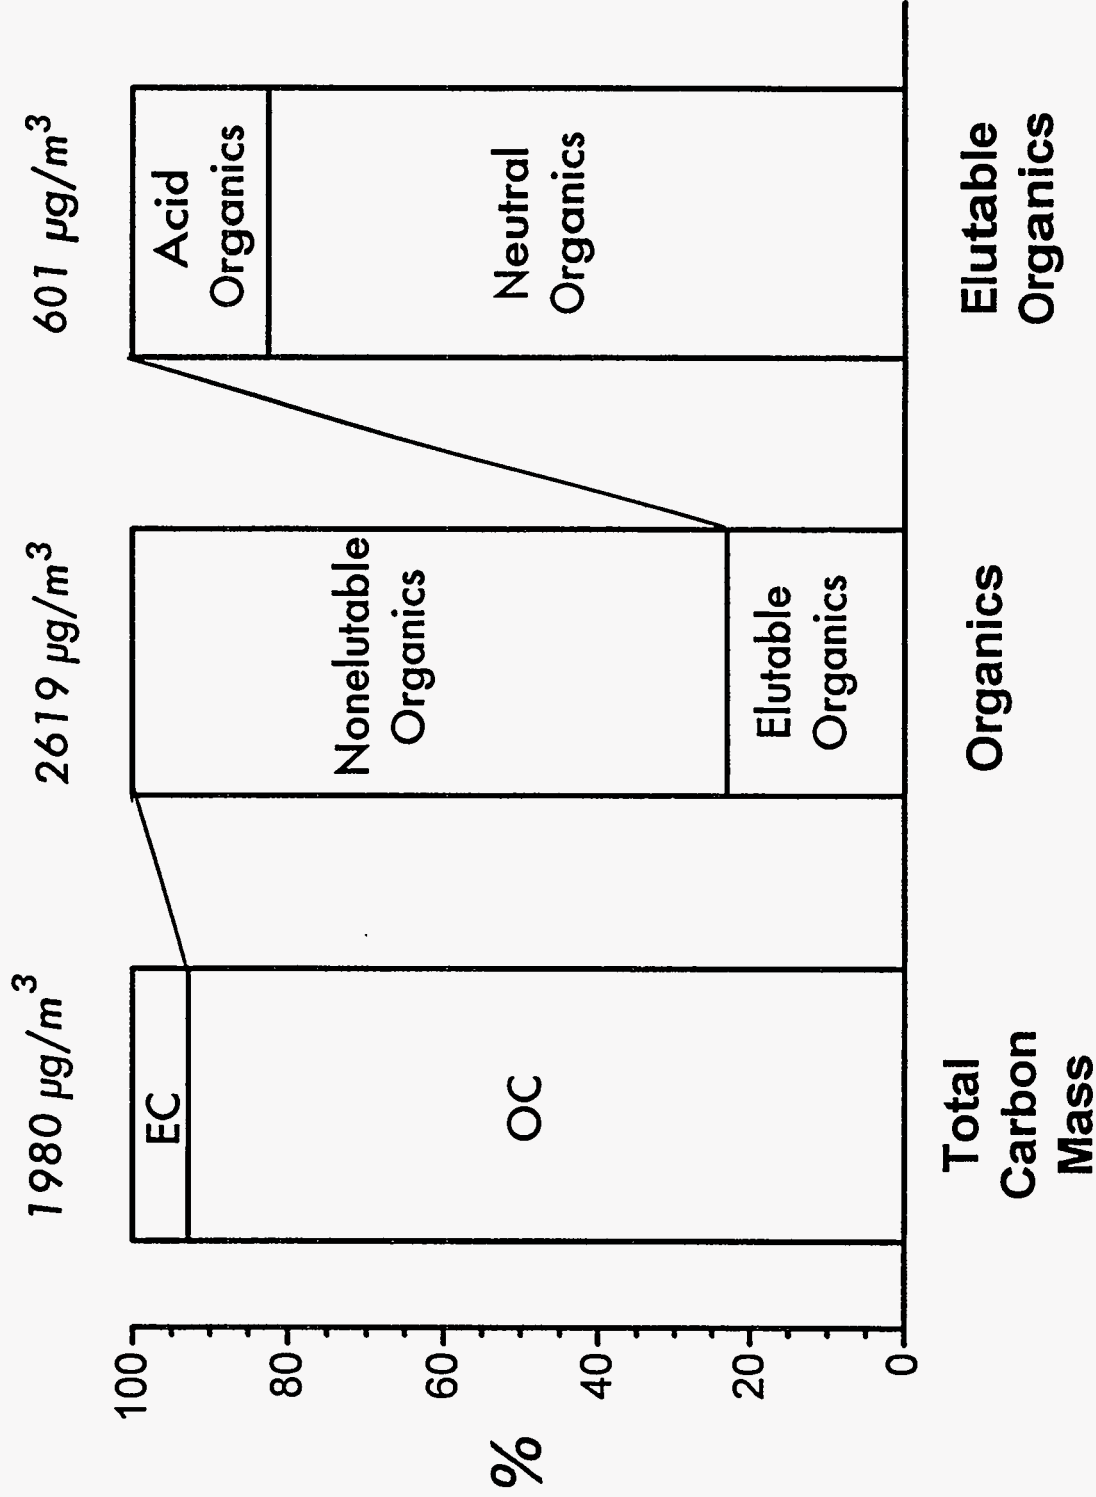 1980 µg/m³
2619 µg/m³
601 µg/m³
%
100
80
60
40
20
0
EC
OC
Nonelutable
Organics
Elutable
Organics
Acid
Organics
Neutral
Organics
Total
Carbon
Mass
Organics
Elutable
Organics